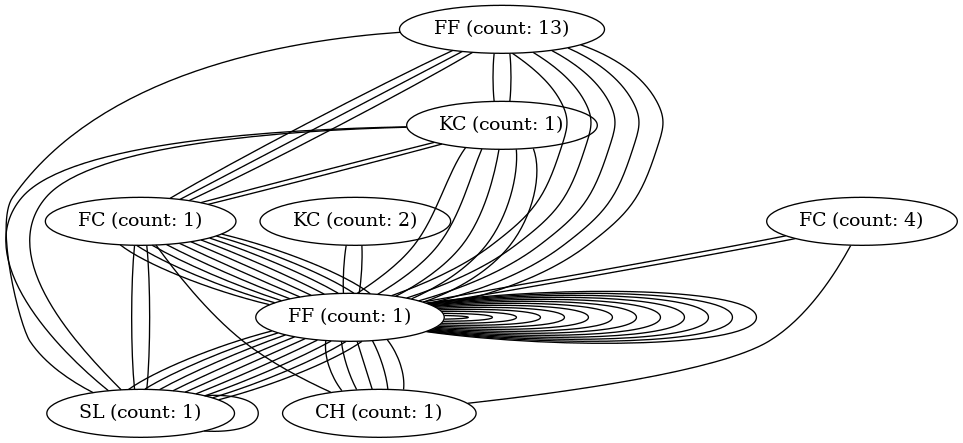 FF (count: 13)
KC (count: 1)
FC (count: 1)
KC (count: 2)
FC (count: 4)
FF (count: 1)
SL (count: 1)
CH (count: 1)